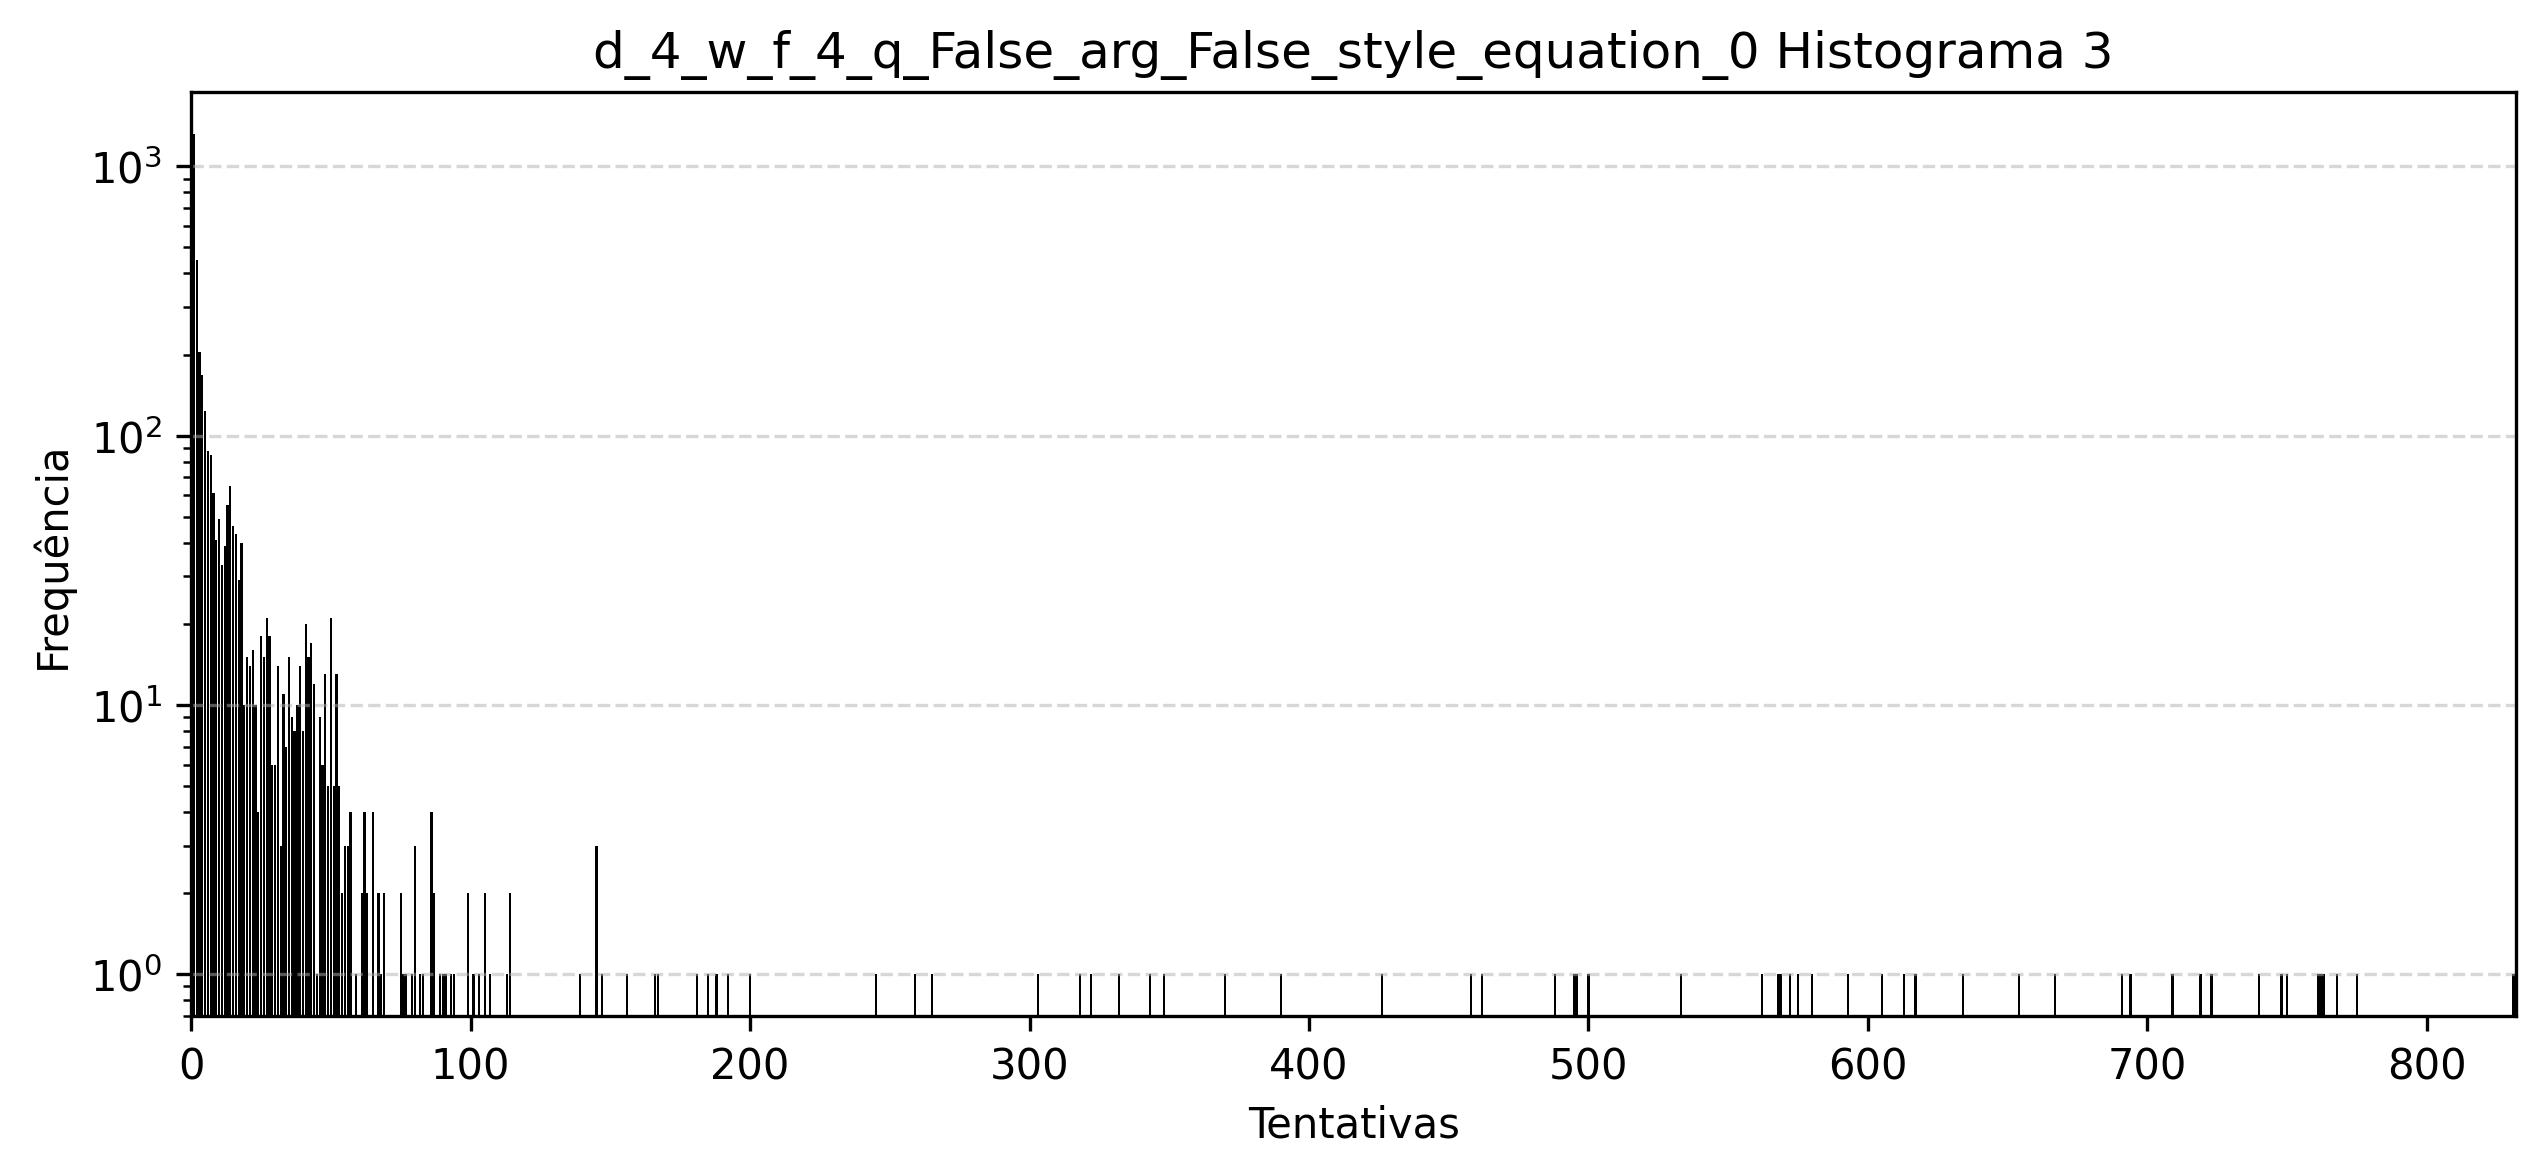 d_4_w_f_4_q_False_arg_False_style_equation_0 Histograma 3
Frequência
10³
10²
10¹
10⁰
0 100 200 300 400 500 600 700 800
Tentativas